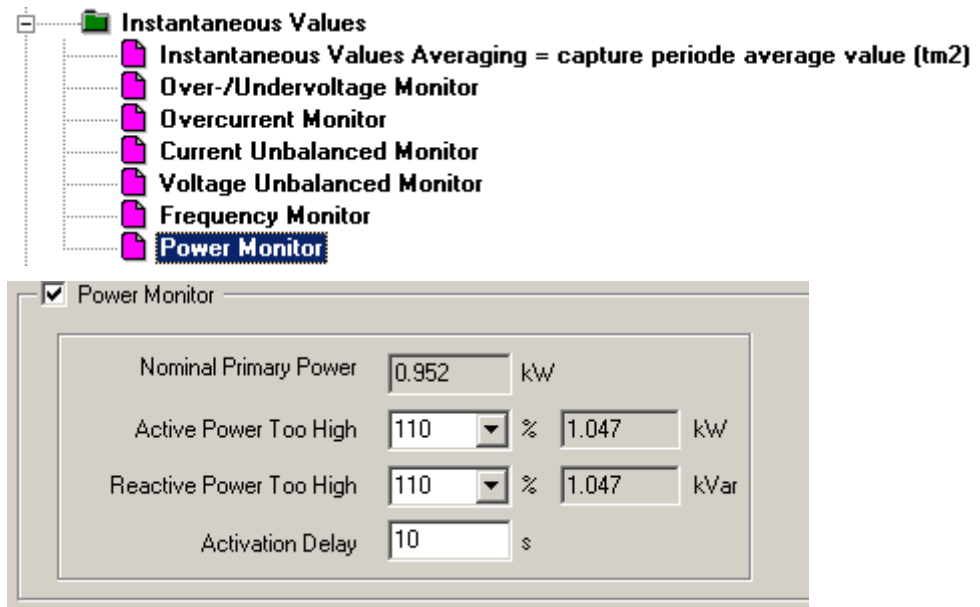 Instantaneous Values
Instantaneous Values Averaging = capture periode average value (tm2)
Over-/Undervoltage Monitor
Overcurrent Monitor
Current Unbalanced Monitor
Voltage Unbalanced Monitor
Frequency Monitor
Power Monitor
Power Monitor
Nominal Primary Power 0.952 kW
Active Power Too High 110 % 1.047 kW
Reactive Power Too High 110 % 1.047 kVar
Activation Delay 10 s